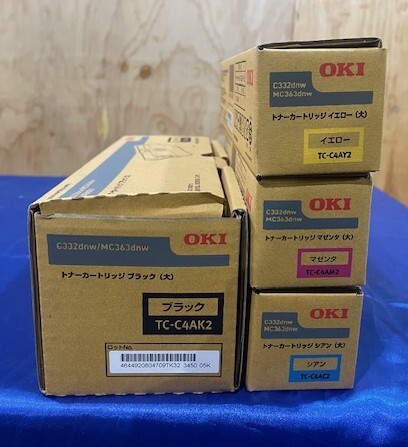 OKI
C332dnw
MC363dnw
トナーカートリッジ イエロー (大)
イエロー
TC-C4AY2
OKI
C332dnw
MC363dnw
トナーカートリッジ マゼンタ (大)
マゼンタ
TC-C4AM2
OKI
C332dnw
MC363dnw
トナーカートリッジ シアン (大)
シアン
TC-C4AC2
C332dnw/MC363dnw
OKI
トナーカートリッジ ブラック (大)
ブラック
TC-C4AK2
ロットNo.
4644920804709TK32 3450 05K